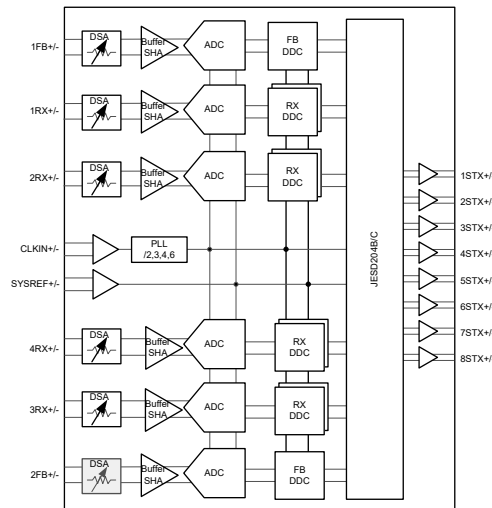 1FB+/-
DSA
Buffer
SHA
ADC
FB
DDC
1RX+/-
DSA
Buffer
SHA
ADC
RX
DDC
2RX+/-
DSA
Buffer
SHA
ADC
RX
DDC
CLKIN+/-
PLL
/2,3,4,6
SYSREF+/-
4RX+/-
DSA
Buffer
SHA
ADC
RX
DDC
3RX+/-
DSA
Buffer
SHA
ADC
RX
DDC
2FB+/-
DSA
Buffer
SHA
ADC
FB
DDC
JESD204B/C
1STX+/
2STX+/
3STX+/
4STX+/
5STX+/
6STX+/
7STX+/
8STX+/